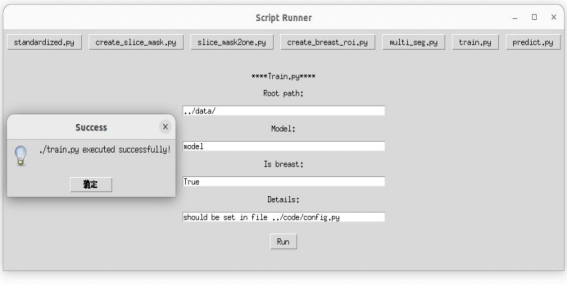 Script Runner
standardized.py create_slice_mask.py slice_mask2one.py create_breast_roi.py multi_seg.py train.py predict.py
****Train.py****
Root path:
../data/
Model:
model
Is breast:
True
Details:
should be set in file ../code/config.py
Run
Success
./train.py executed successfully!
确定